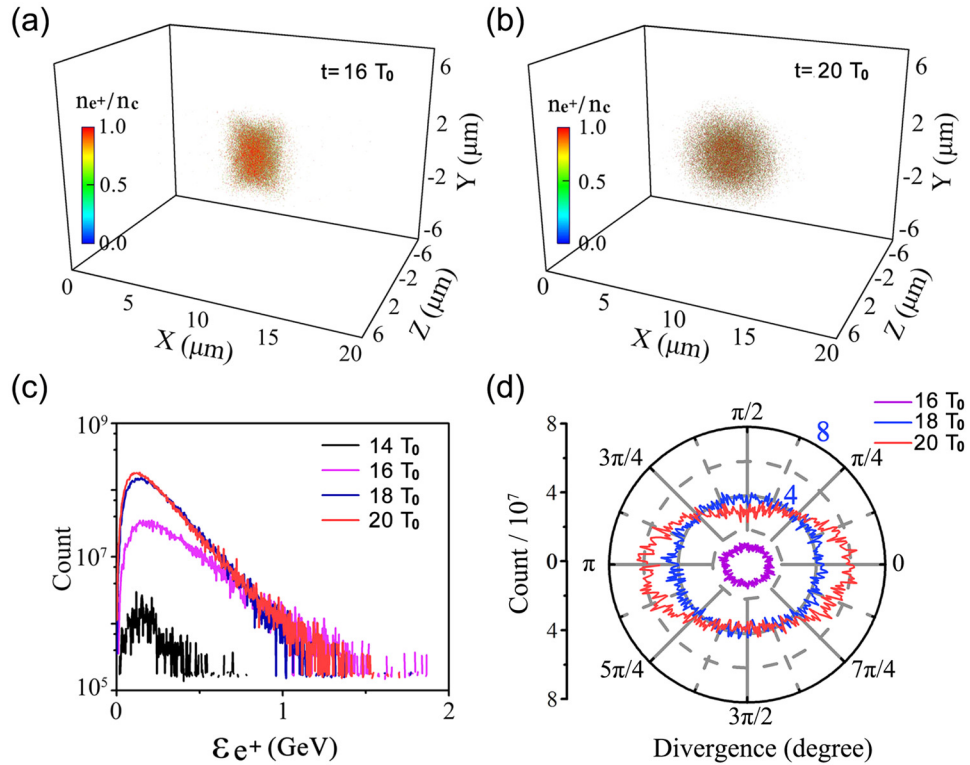 (a)
t= 16 T₀
nₑ₊/n_c
1.0
0.5
0.0
6
2
-2
-6
Y (μm)
-6
-2
2
6
Z (μm)
0
5
10
15
20
X (μm)
(b)
t= 20 T₀
nₑ₊/n_c
1.0
0.5
0.0
6
2
-2
-6
Y (μm)
-6
-2
2
6
Z (μm)
0
5
10
15
20
X (μm)
(c)
10⁹
10⁷
10⁵
Count
14 T₀
16 T₀
18 T₀
20 T₀
0
1
2
εe⁺ (GeV)
(d)
8
4
0
4
8
Count / 10⁷
π/2
8
4
3π/4
π/4
π
0
5π/4
7π/4
3π/2
16 T₀
18 T₀
20 T₀
Divergence (degree)